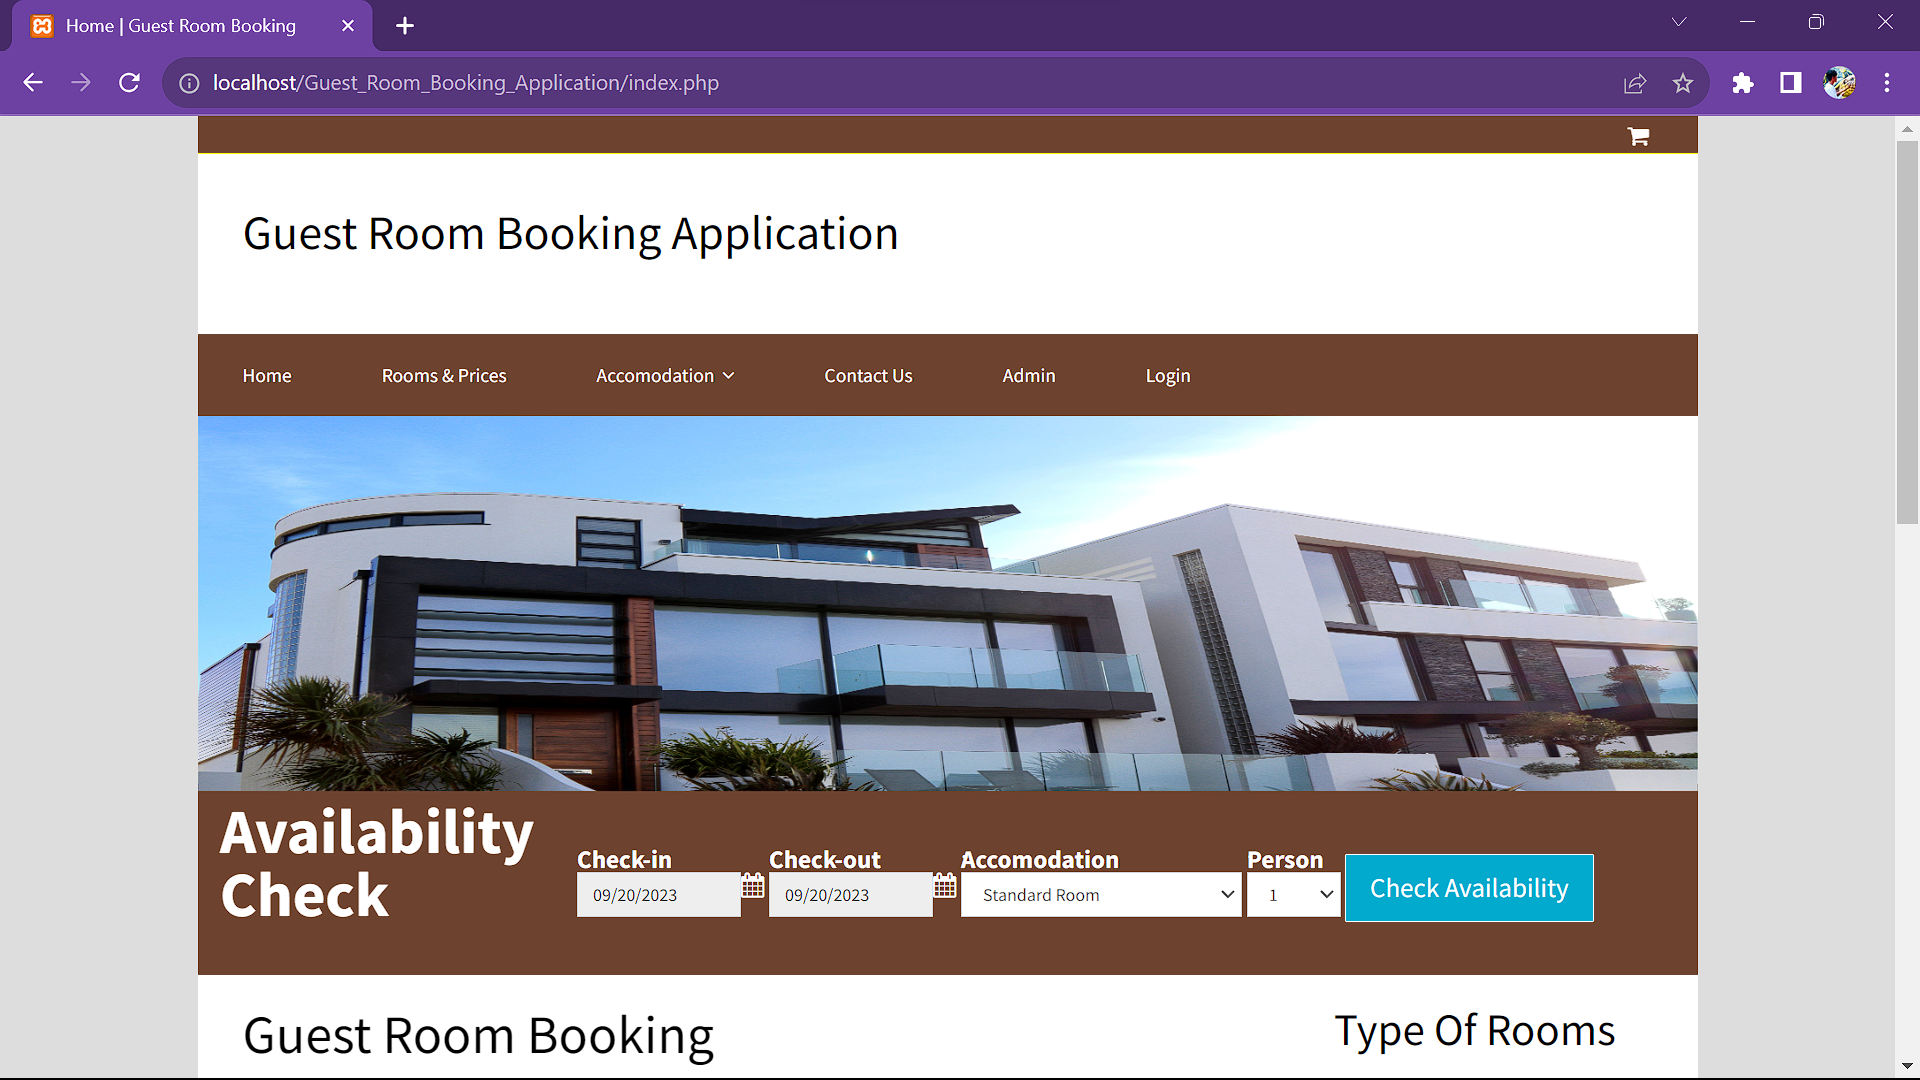 Home | Guest Room Booking
localhost/Guest_Room_Booking_Application/index.php
Guest Room Booking Application
Home Rooms & Prices Accomodation Contact Us Admin Login
Availability
Check
Check-in Check-out Accomodation Person
09/20/2023 09/20/2023 Standard Room 1 Check Availability
Guest Room Booking Type Of Rooms